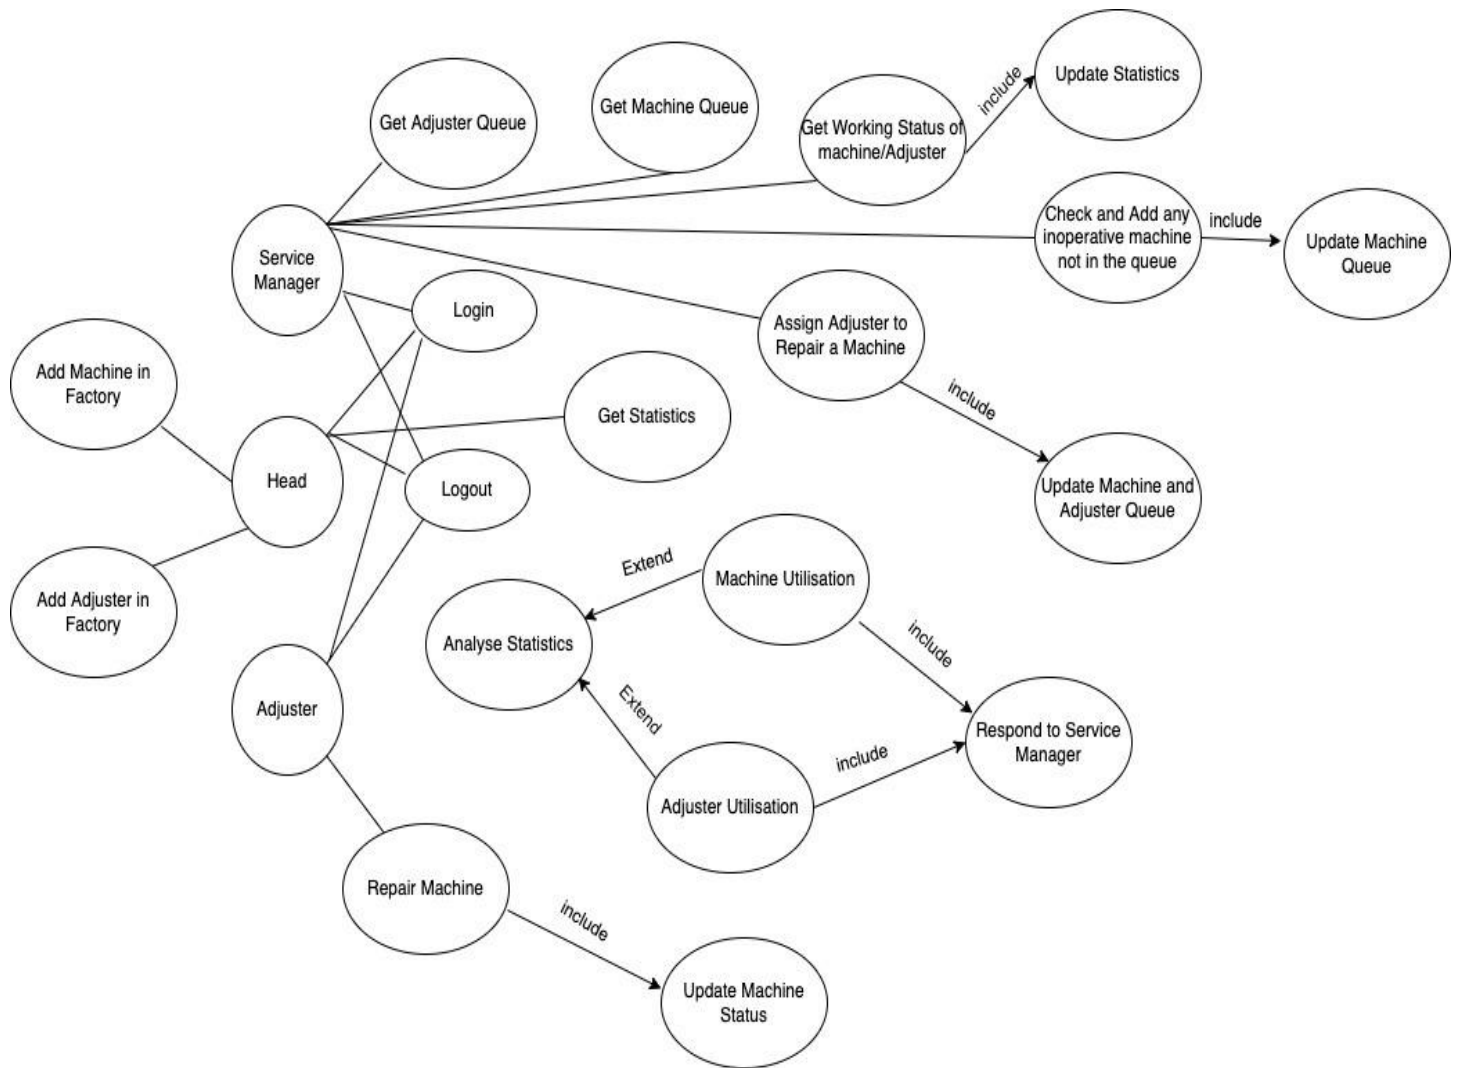 Update Statistics
include
Get Machine Queue
Get Adjuster Queue
Get Working Status of
machine/Adjuster
Check and Add any
inoperative machine
not in the queue
include
Update Machine
Queue
Service
Manager
Login
Assign Adjuster to
Repair a Machine
Add Machine in
Factory
include
Get Statistics
Head
Logout
Update Machine and
Adjuster Queue
Extend
Machine Utilisation
Add Adjuster in
Factory
Analyse Statistics
include
Adjuster
Extend
Respond to Service
Manager
include
Adjuster Utilisation
Repair Machine
include
Update Machine
Status